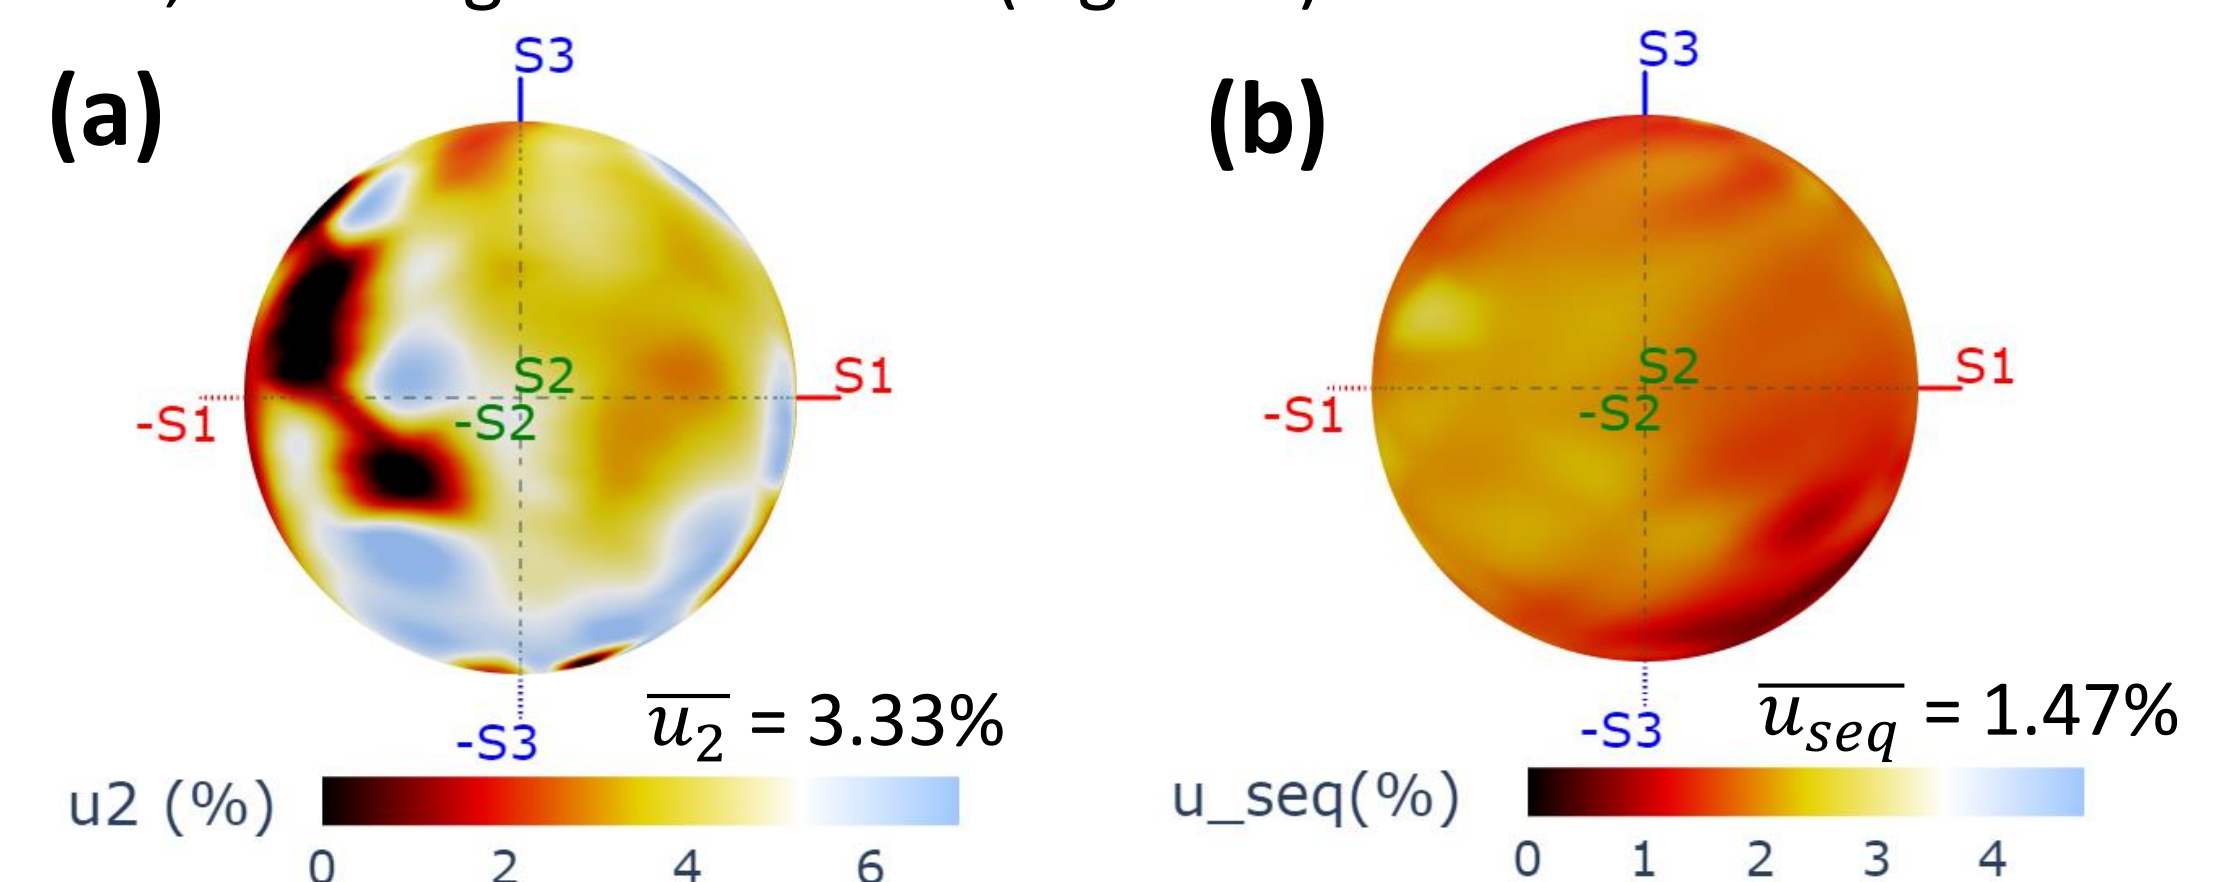 (a)
S3
S2
S1
-S1
-S2
-S3
u₂ = 3.33%
u2 (%)
0 2 4 6
(b)
S3
S2
S1
-S1
-S2
-S3
u_seq = 1.47%
u_seq(%)
0 1 2 3 4